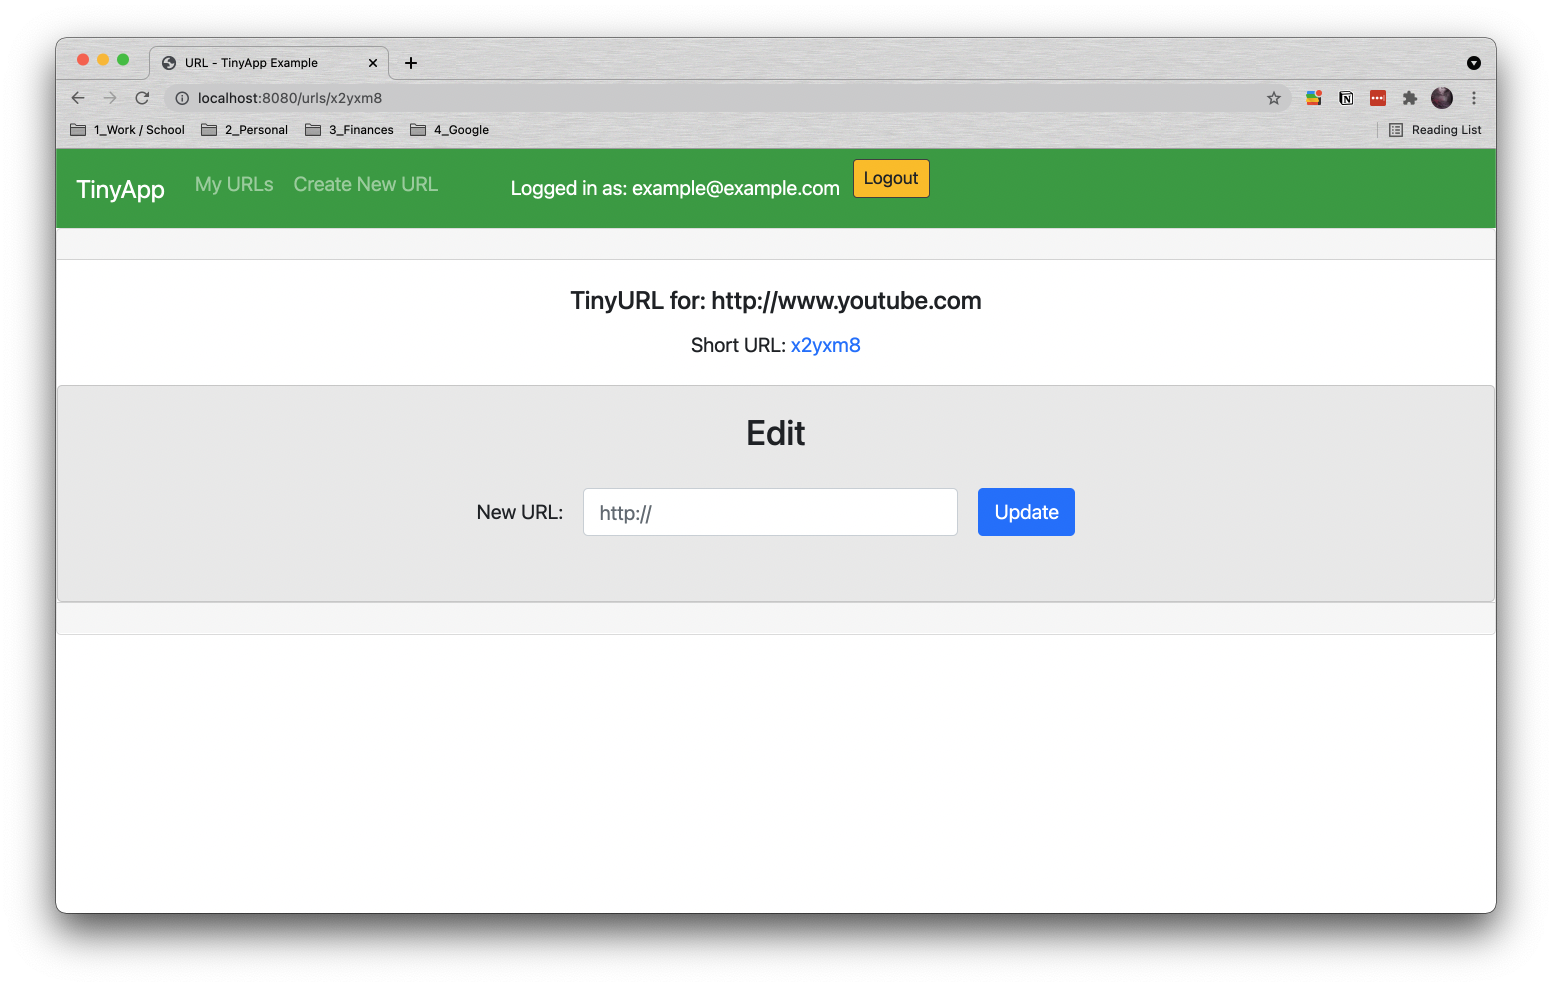 URL - TinyApp Example
localhost:8080/urls/x2yxm8
1_Work / School 2_Personal 3_Finances 4_Google Reading List
TinyApp My URLs Create New URL Logged in as: example@example.com Logout
TinyURL for: http://www.youtube.com
Short URL: x2yxm8
Edit
New URL: http:// Update